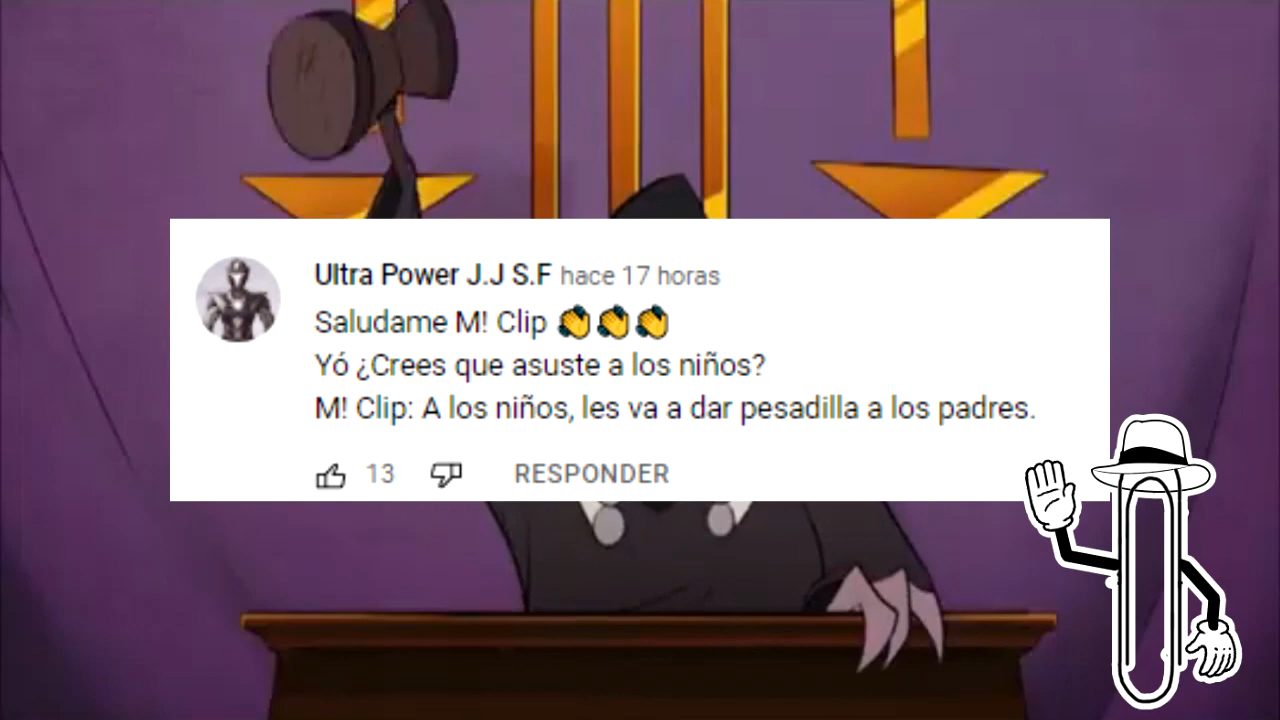 Ultra Power J.J S.F hace 17 horas
Saludame M! Clip 👏👏👏
Yó ¿Crees que asuste a los niños?
M! Clip: A los niños, les va a dar pesadilla a los padres.
13 RESPONDER